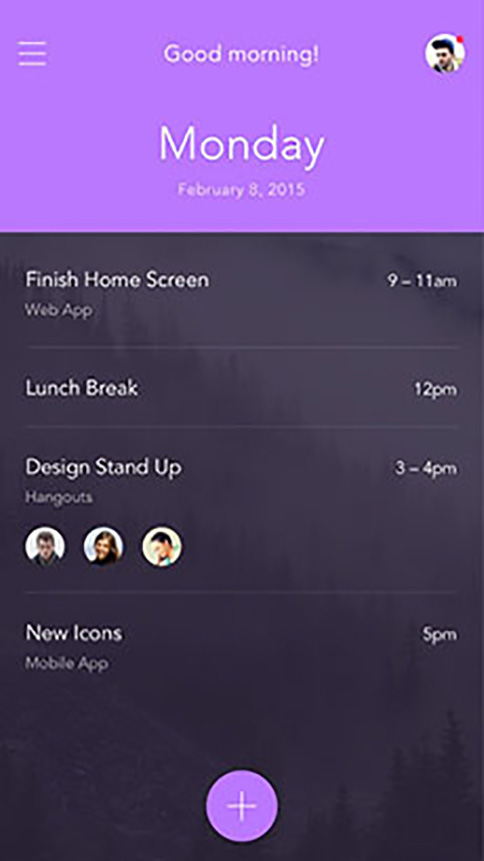 Good morning!
Monday
February 8, 2015
Finish Home Screen 9 – 11am
Web App
Lunch Break 12pm
Design Stand Up 3 – 4pm
Hangouts
New Icons 5pm
Mobile App